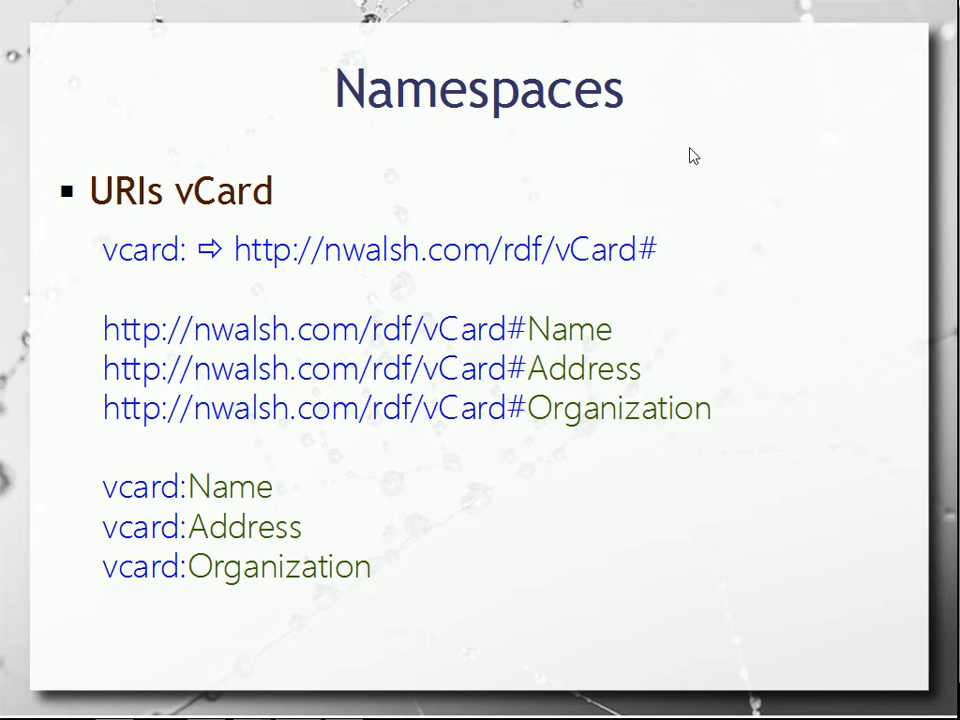 Namespaces
▪ URIs vCard
vcard: ⇨ http://nwalsh.com/rdf/vCard#
http://nwalsh.com/rdf/vCard#Name
http://nwalsh.com/rdf/vCard#Address
http://nwalsh.com/rdf/vCard#Organization
vcard:Name
vcard:Address
vcard:Organization